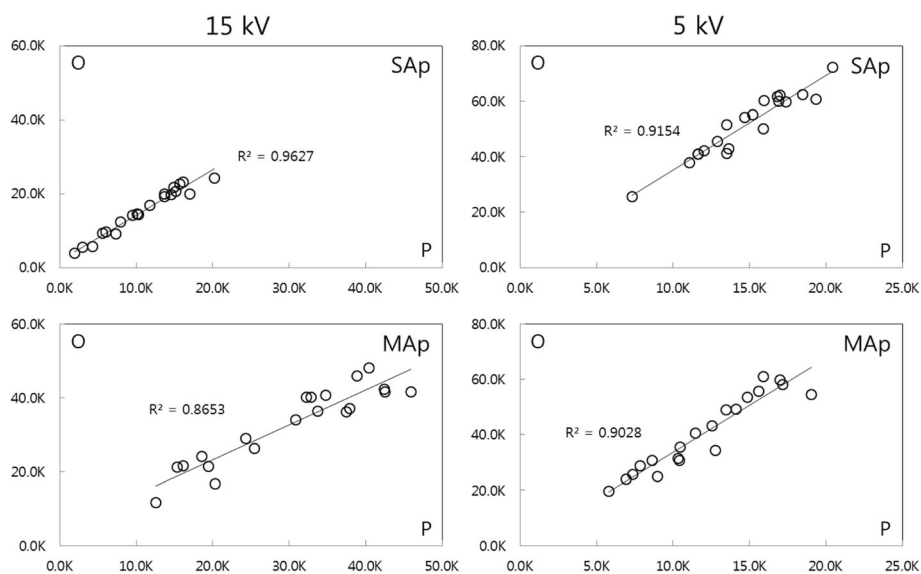 15 kV
5 kV
60.0K
O
SAp
40.0K
R² = 0.9627
20.0K
P
0.0K
0.0K 10.0K 20.0K 30.0K 40.0K 50.0K
80.0K
O
SAp
60.0K
R² = 0.9154
40.0K
20.0K
P
0.0K
0.0K 5.0K 10.0K 15.0K 20.0K 25.0K
60.0K
O
MAp
40.0K
R² = 0.8653
20.0K
P
0.0K
0.0K 10.0K 20.0K 30.0K 40.0K 50.0K
80.0K
O
MAp
60.0K
R² = 0.9028
40.0K
20.0K
P
0.0K
0.0K 5.0K 10.0K 15.0K 20.0K 25.0K